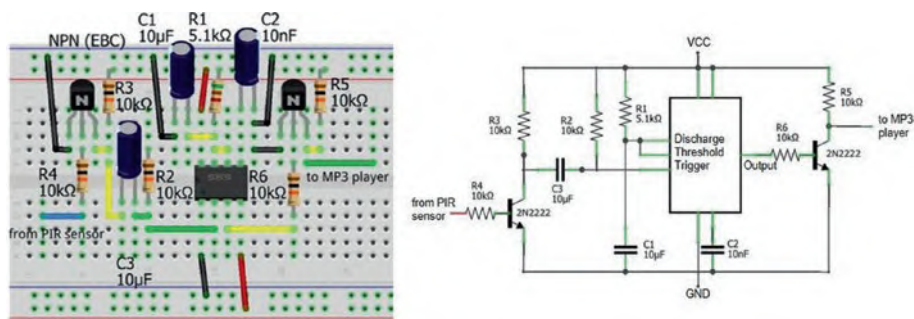 NPN (EBC)
C1
10µF
R1
5.1kΩ
C2
10nF
R3
10kΩ
R5
10kΩ
N
N
R4
10kΩ
R2
10kΩ
R6
10kΩ
to MP3 player
from PIR sensor
C3
10µF
VCC
R3
10kΩ
R2
10kΩ
R1
5.1kΩ
R5
10kΩ
to MP3
player
Discharge
Threshold
Trigger
Output
R6
10kΩ
2N2222
C3
10µF
from PIR
sensor
R4
10kΩ
2N2222
C1
10µF
C2
10nF
GND